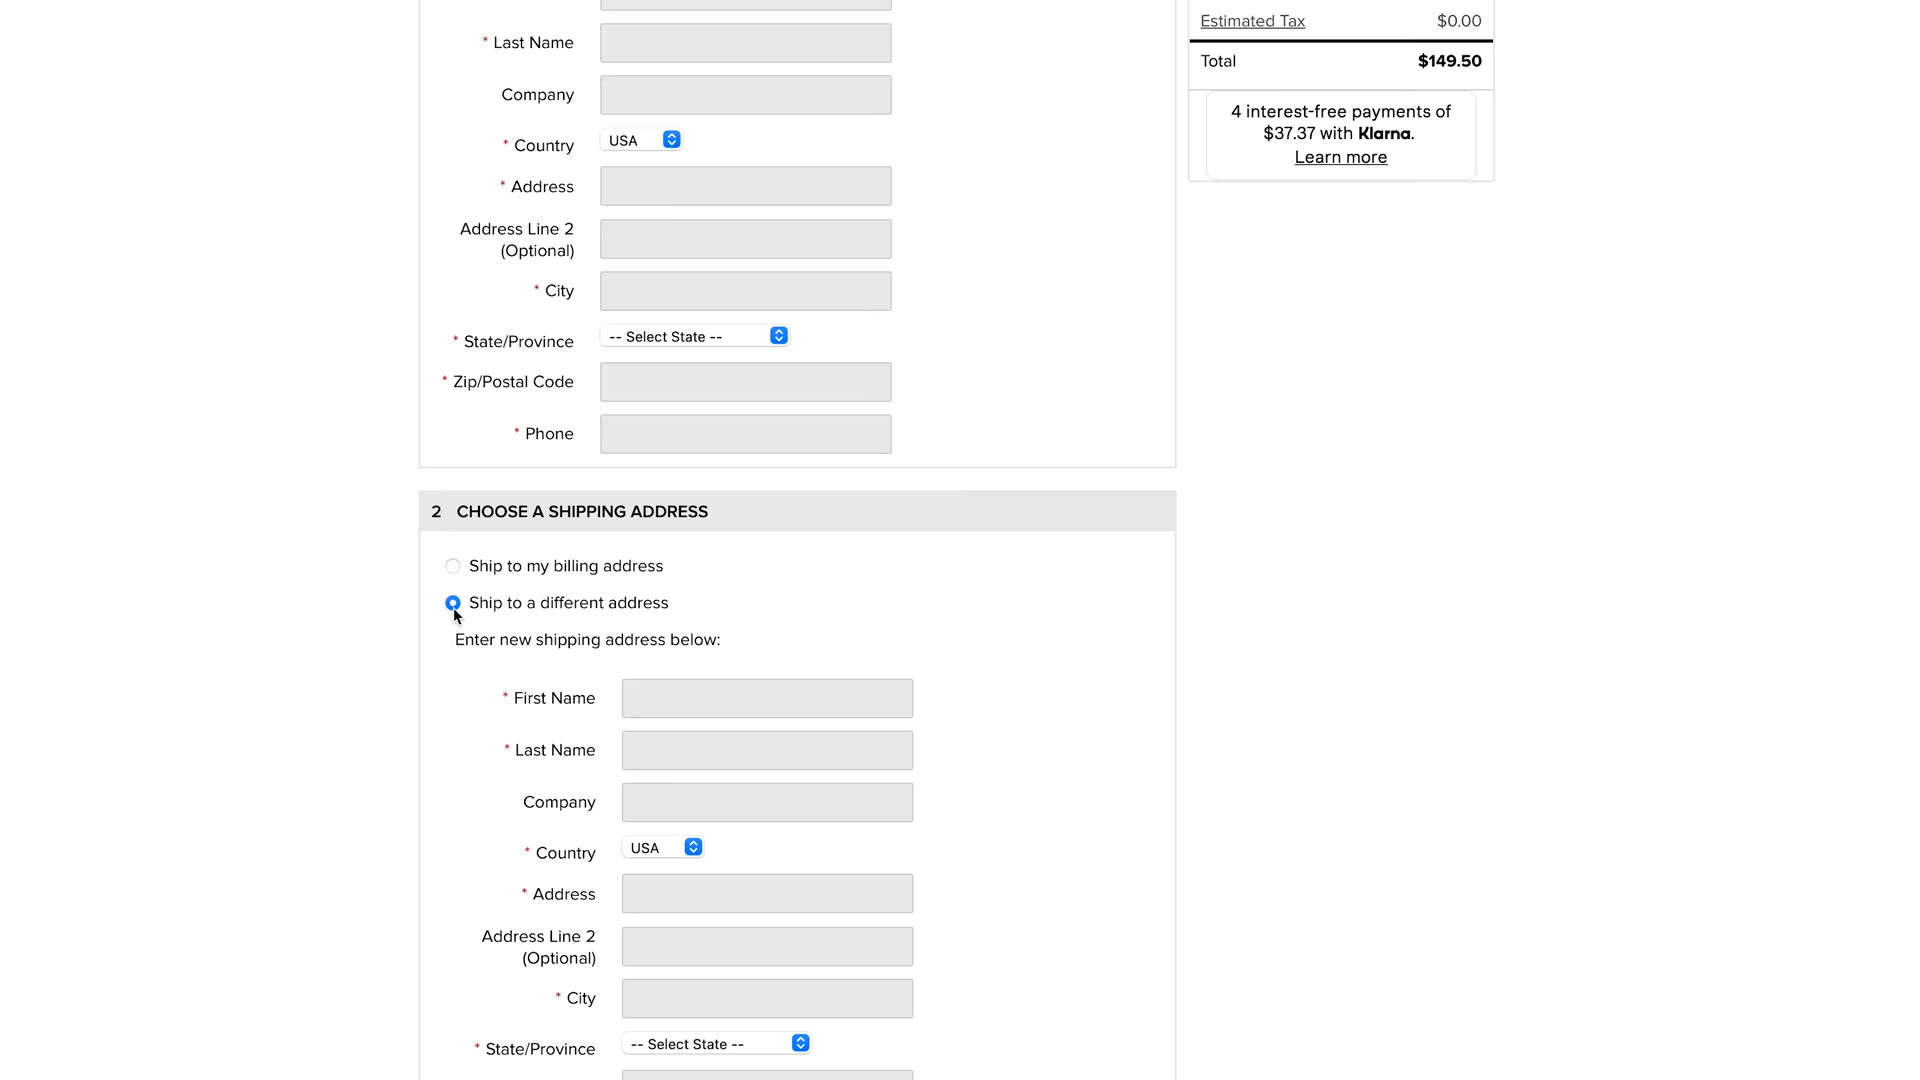 * Last Name
Company
* Country
USA
* Address
Address Line 2
(Optional)
* City
* State/Province
-- Select State --
* Zip/Postal Code
* Phone
Estimated Tax $0.00
Total $149.50
4 interest-free payments of
$37.37 with Klarna.
Learn more
2 CHOOSE A SHIPPING ADDRESS
Ship to my billing address
Ship to a different address
Enter new shipping address below:
* First Name
* Last Name
Company
* Country
USA
* Address
Address Line 2
(Optional)
* City
* State/Province
-- Select State --